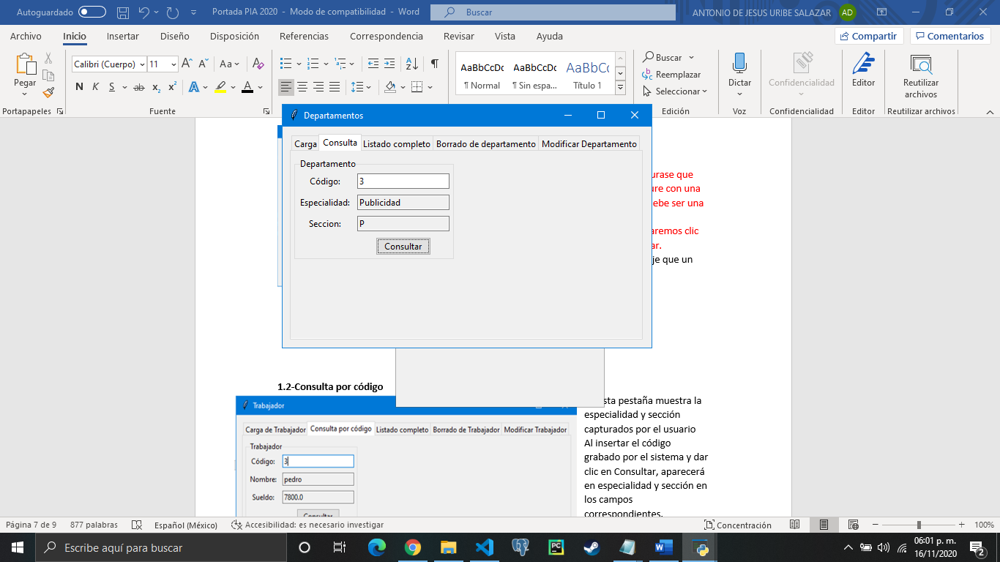 Autoguardado
Portada PIA 2020 - Modo de compatibilidad - Word
Buscar
ANTONIO DE JESUS URIBE SALAZAR
AD
Archivo Inicio Insertar Diseño Disposición Referencias Correspondencia Revisar Vista Ayuda
Compartir Comentarios
Pegar
Portapapeles
Calibri (Cuerpo) 11
N K S ab x₂ x²
Fuente
AaBbCcDc AaBbCcDc AaBbCc
¶ Normal ¶ Sin espa... Título 1
Buscar
Reemplazar
Seleccionar
Edición
Dictar
Voz
Confidencialidad
Confidencialidad
Editor
Editor
Reutilizar
archivos
Reutilizar archivos
Departamentos
Carga Consulta Listado completo Borrado de departamento Modificar Departamento
Departamento
Código: 3
Especialidad: Publicidad
Seccion: P
Consultar
urase que
ure con una
ebe ser una
aremos clic
ar.
je que un
1.2-Consulta por código
Trabajador
Carga de Trabajador Consulta por código Listado completo Borrado de Trabajador Modificar Trabajador
Trabajador
Código: 3
Nombre: pedro
Sueldo: 7800.0
Consultar
sta pestaña muestra la
especialidad y sección
capturados por el usuario
Al insertar el código
grabado por el sistema y dar
clic en Consultar, aparecerá
en especialidad y sección en
los campos
correspondientes.
Página 7 de 9 877 palabras Español (México) Accesibilidad: es necesario investigar
Concentración 100%
Escribe aquí para buscar
06:01 p. m.
16/11/2020
2